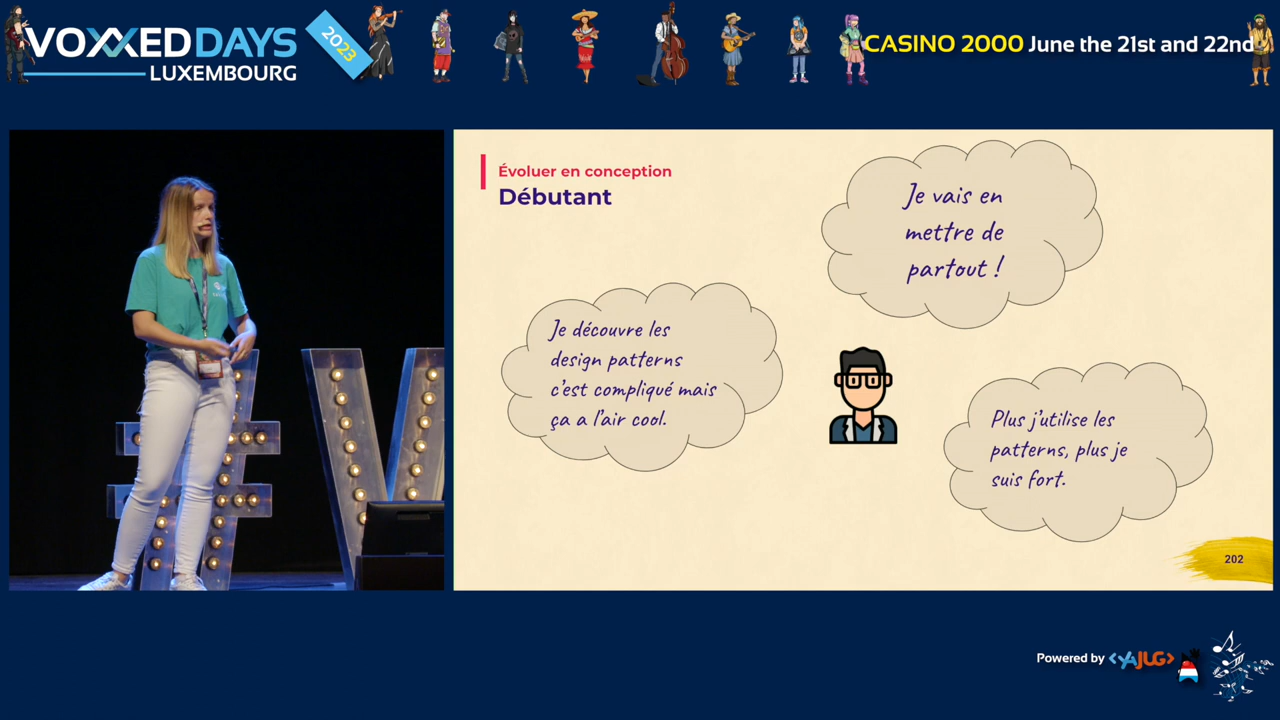 VOXXED DAYS
LUXEMBOURG
2023
CASINO 2000 June the 21st and 22nd
Évoluer en conception
Débutant
Je vais en
mettre de
partout !
Je découvre les
design patterns
c'est compliqué mais
ça a l'air cool.
Plus j'utilise les
patterns, plus je
suis fort.
202
Powered by <YAJUG>